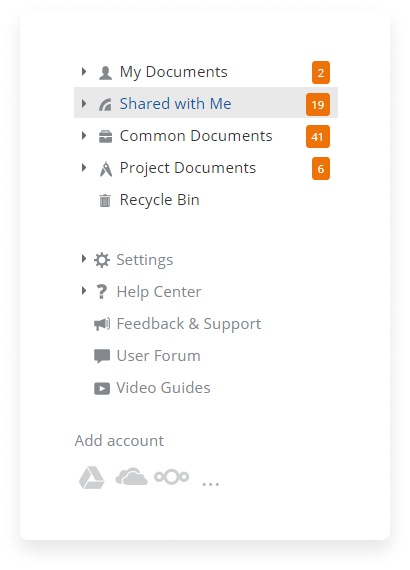 My Documents 2
Shared with Me 19
Common Documents 41
Project Documents 6
Recycle Bin
Settings
Help Center
Feedback & Support
User Forum
Video Guides
Add account
...